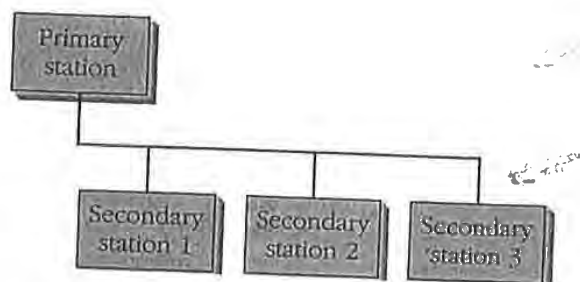 Primary
station
Secondary
station 1
Secondary
station 2
Secondary
station 3